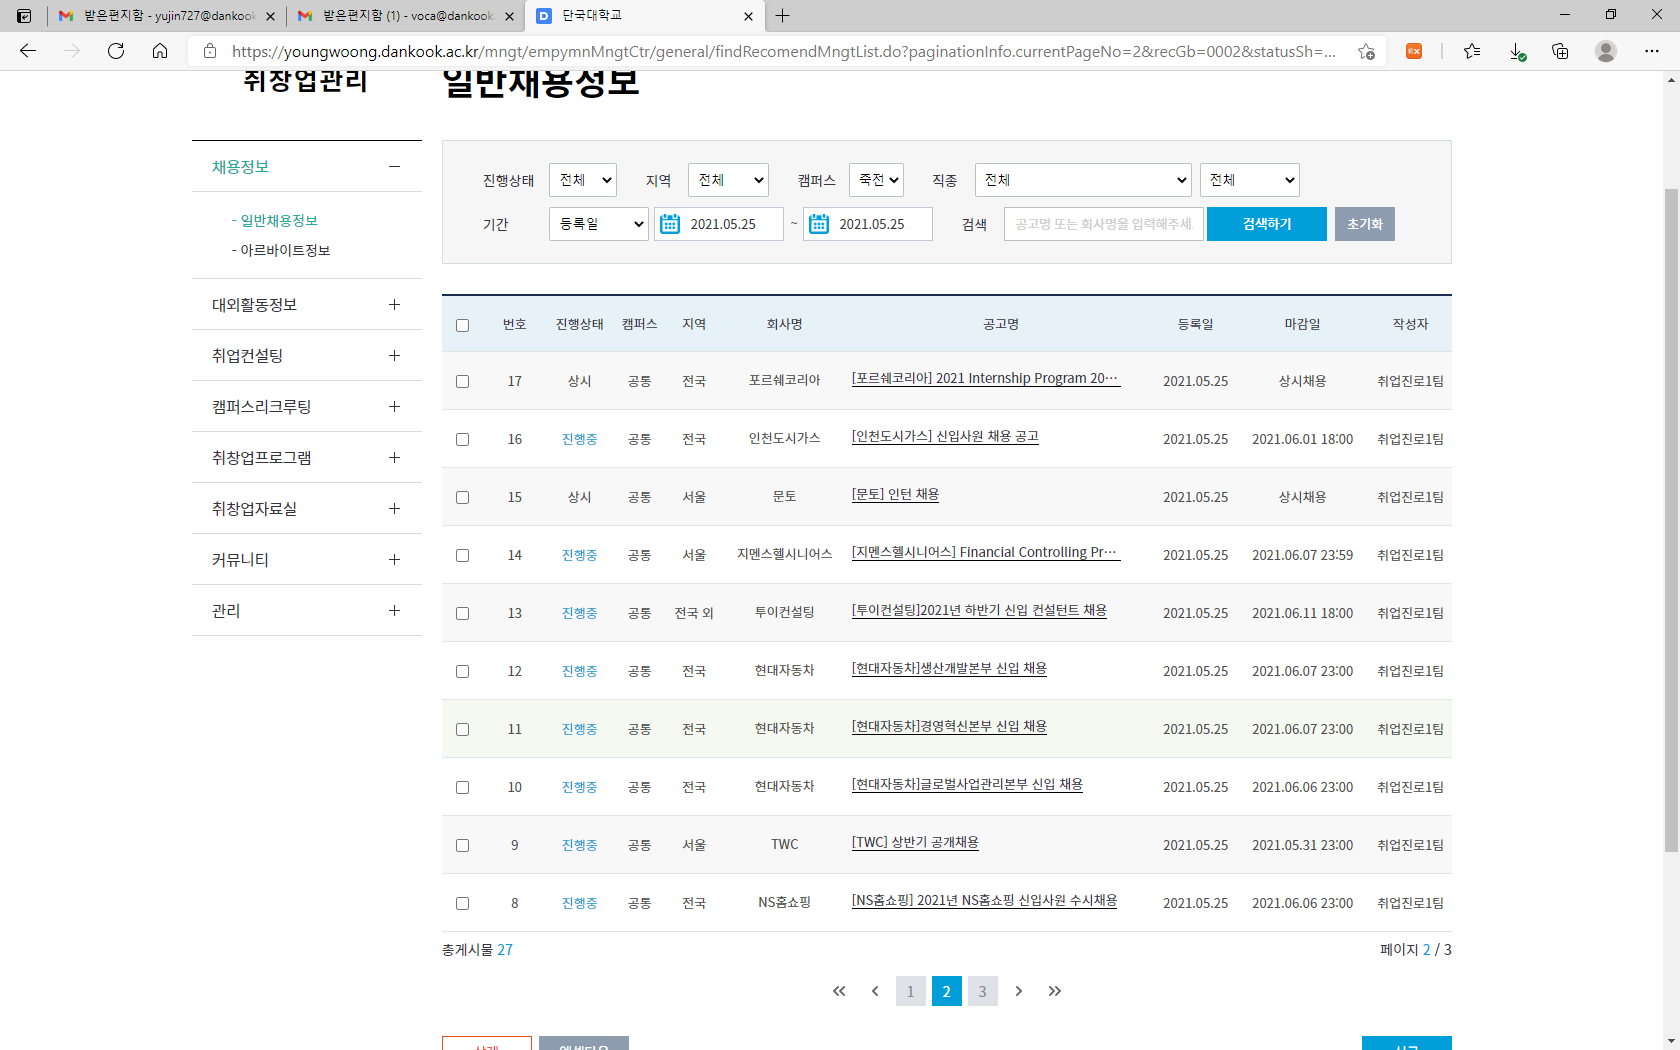 받은편지함 - yujin727@dankook
받은편지함 (1) - voca@dankook
단국대학교
https://youngwoong.dankook.ac.kr/mngt/empymnMngtCtr/general/findRecomendMngtList.do?paginationInfo.currentPageNo=2&recGb=0002&statusSh=...
취창업관리
일반채용정보
채용정보
- 일반채용정보
- 아르바이트정보
대외활동정보
취업컨설팅
캠퍼스리크루팅
취창업프로그램
취창업자료실
커뮤니티
관리
진행상태 전체 지역 전체 캠퍼스 죽전 직종 전체 전체
기간 등록일 2021.05.25 ~ 2021.05.25 검색 공고명 또는 회사명을 입력해주세. 검색하기 초기화
번호 진행상태 캠퍼스 지역 회사명 공고명 등록일 마감일 작성자
17 상시 공통 전국 포르쉐코리아 [포르쉐코리아] 2021 Internship Program 20··· 2021.05.25 상시채용 취업진로1팀
16 진행중 공통 전국 인천도시가스 [인천도시가스] 신입사원 채용 공고 2021.05.25 2021.06.01 18:00 취업진로1팀
15 상시 공통 서울 문토 [문토] 인턴 채용 2021.05.25 상시채용 취업진로1팀
14 진행중 공통 서울 지멘스헬시니어스 [지멘스헬시니어스] Financial Controlling Pr··· 2021.05.25 2021.06.07 23:59 취업진로1팀
13 진행중 공통 전국 외 투이컨설팅 [투이컨설팅]2021년 하반기 신입 컨설턴트 채용 2021.05.25 2021.06.11 18:00 취업진로1팀
12 진행중 공통 전국 현대자동차 [현대자동차]생산개발본부 신입 채용 2021.05.25 2021.06.07 23:00 취업진로1팀
11 진행중 공통 전국 현대자동차 [현대자동차]경영혁신본부 신입 채용 2021.05.25 2021.06.07 23:00 취업진로1팀
10 진행중 공통 전국 현대자동차 [현대자동차]글로벌사업관리본부 신입 채용 2021.05.25 2021.06.06 23:00 취업진로1팀
9 진행중 공통 서울 TWC [TWC] 상반기 공개채용 2021.05.25 2021.05.31 23:00 취업진로1팀
8 진행중 공통 전국 NS홈쇼핑 [NS홈쇼핑] 2021년 NS홈쇼핑 신입사원 수시채용 2021.05.25 2021.06.06 23:00 취업진로1팀
총게시물 27
페이지 2 / 3
1 2 3